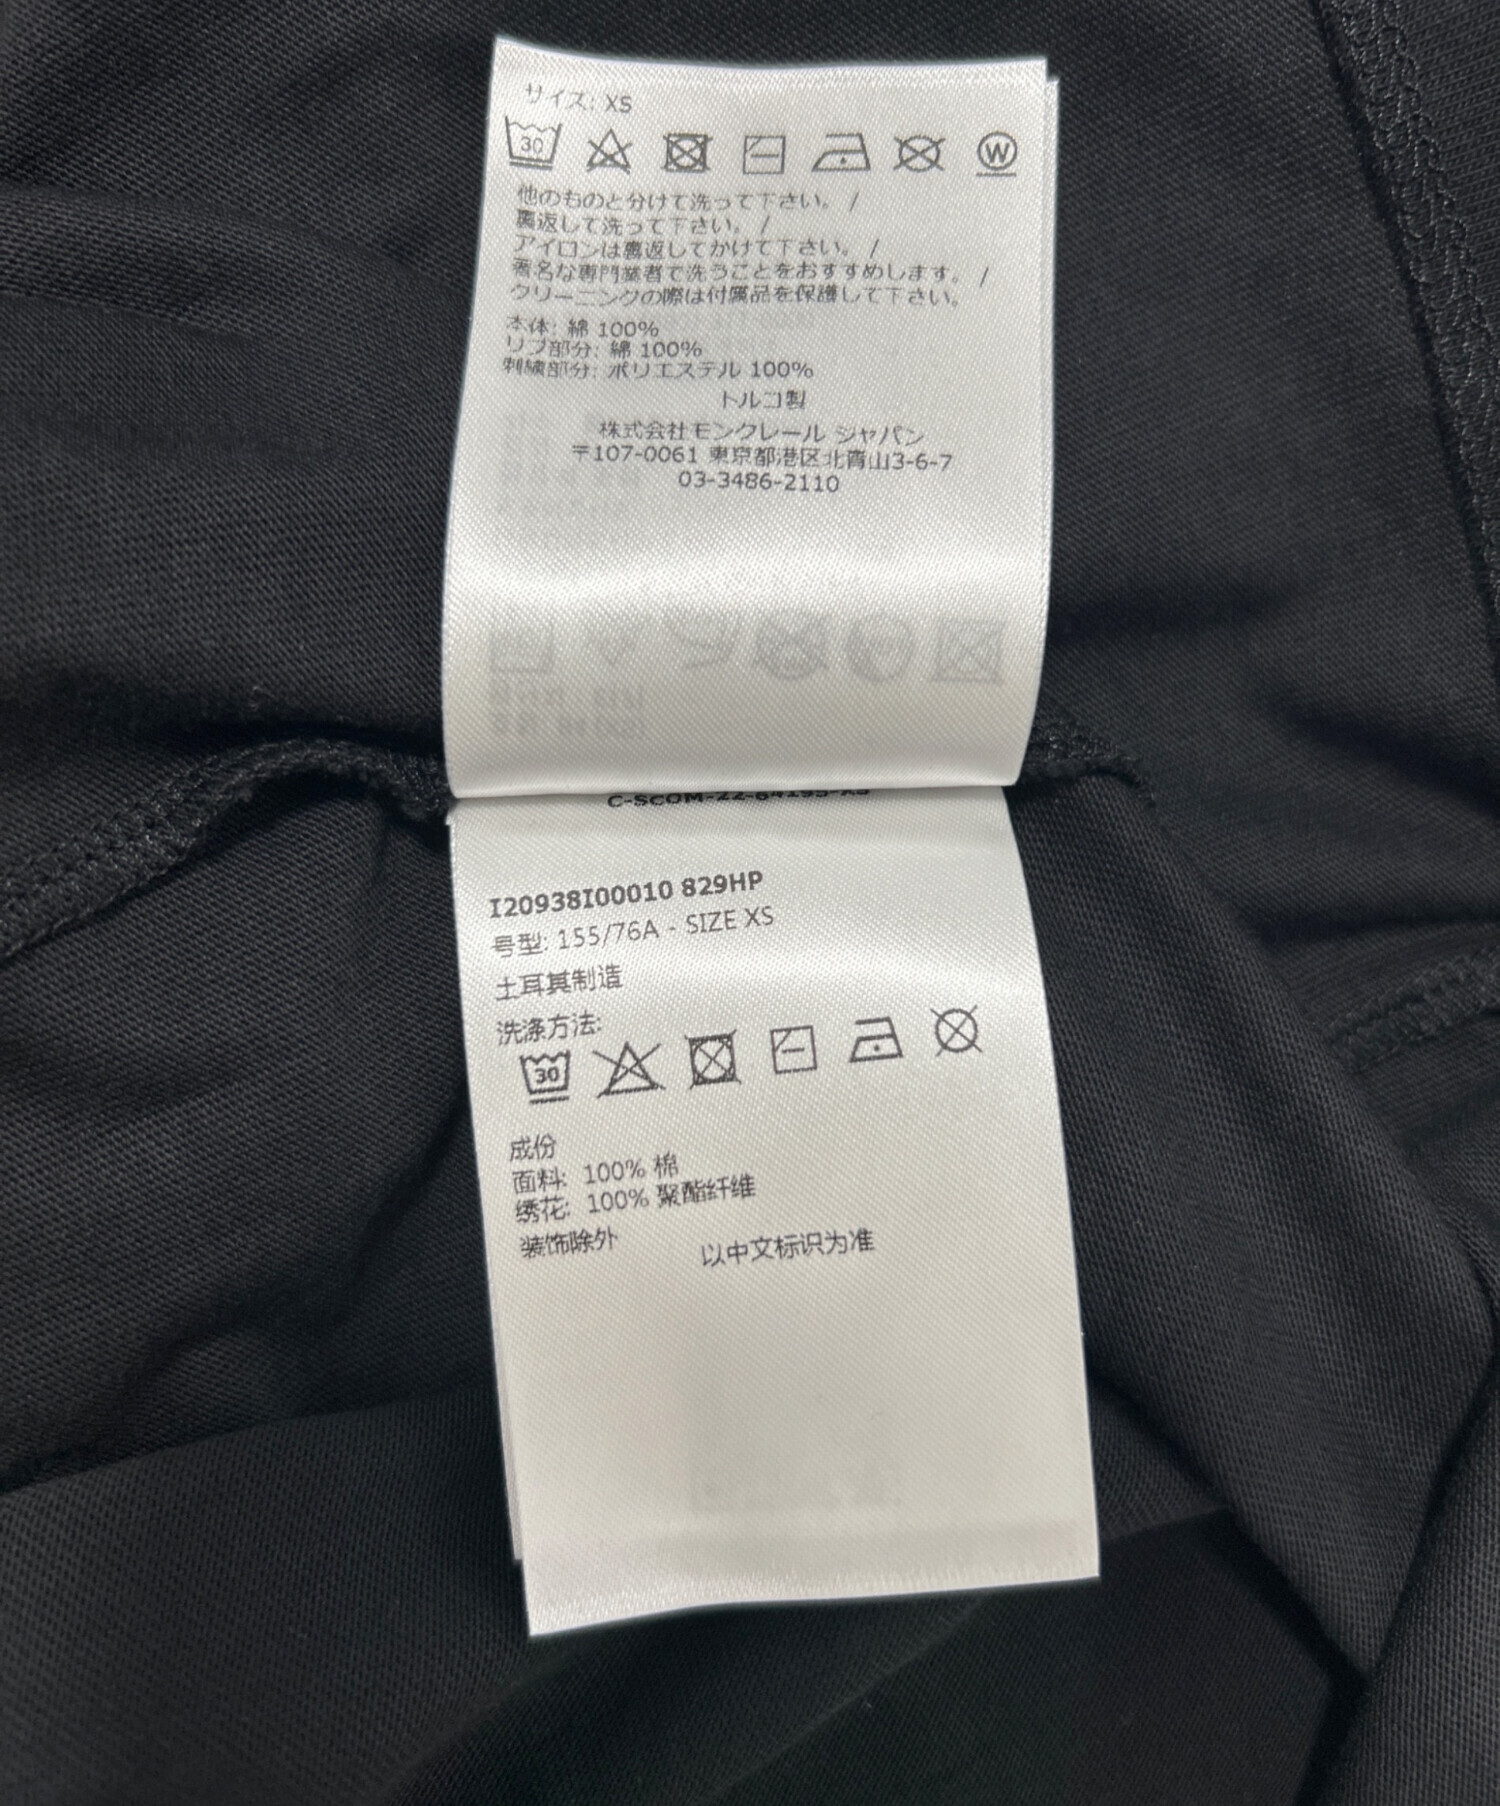 サイズ: XS
30
W
他のものと分けて洗って下さい。 /
裏返して洗って下さい。 /
アイロンは裏返してかけて下さい。 /
著名な専門業者で洗うことをおすすめします。 /
クリーニングの際は付属品を保護して下さい。
本体: 綿 100%
リブ部分: 綿 100%
刺繍部分: ポリエステル 100%
トルコ製
株式会社モンクレール ジャパン
〒107-0061 東京都港区北青山3-6-7
03-3486-2110
C-SCOM-22-64195-XS
I20938I00010 829HP
号型: 155/76A - SIZE XS
土耳其制造
洗涤方法:
30
成份
面料: 100% 棉
绣花: 100% 聚酯纤维
装饰除外
以中文标识为准